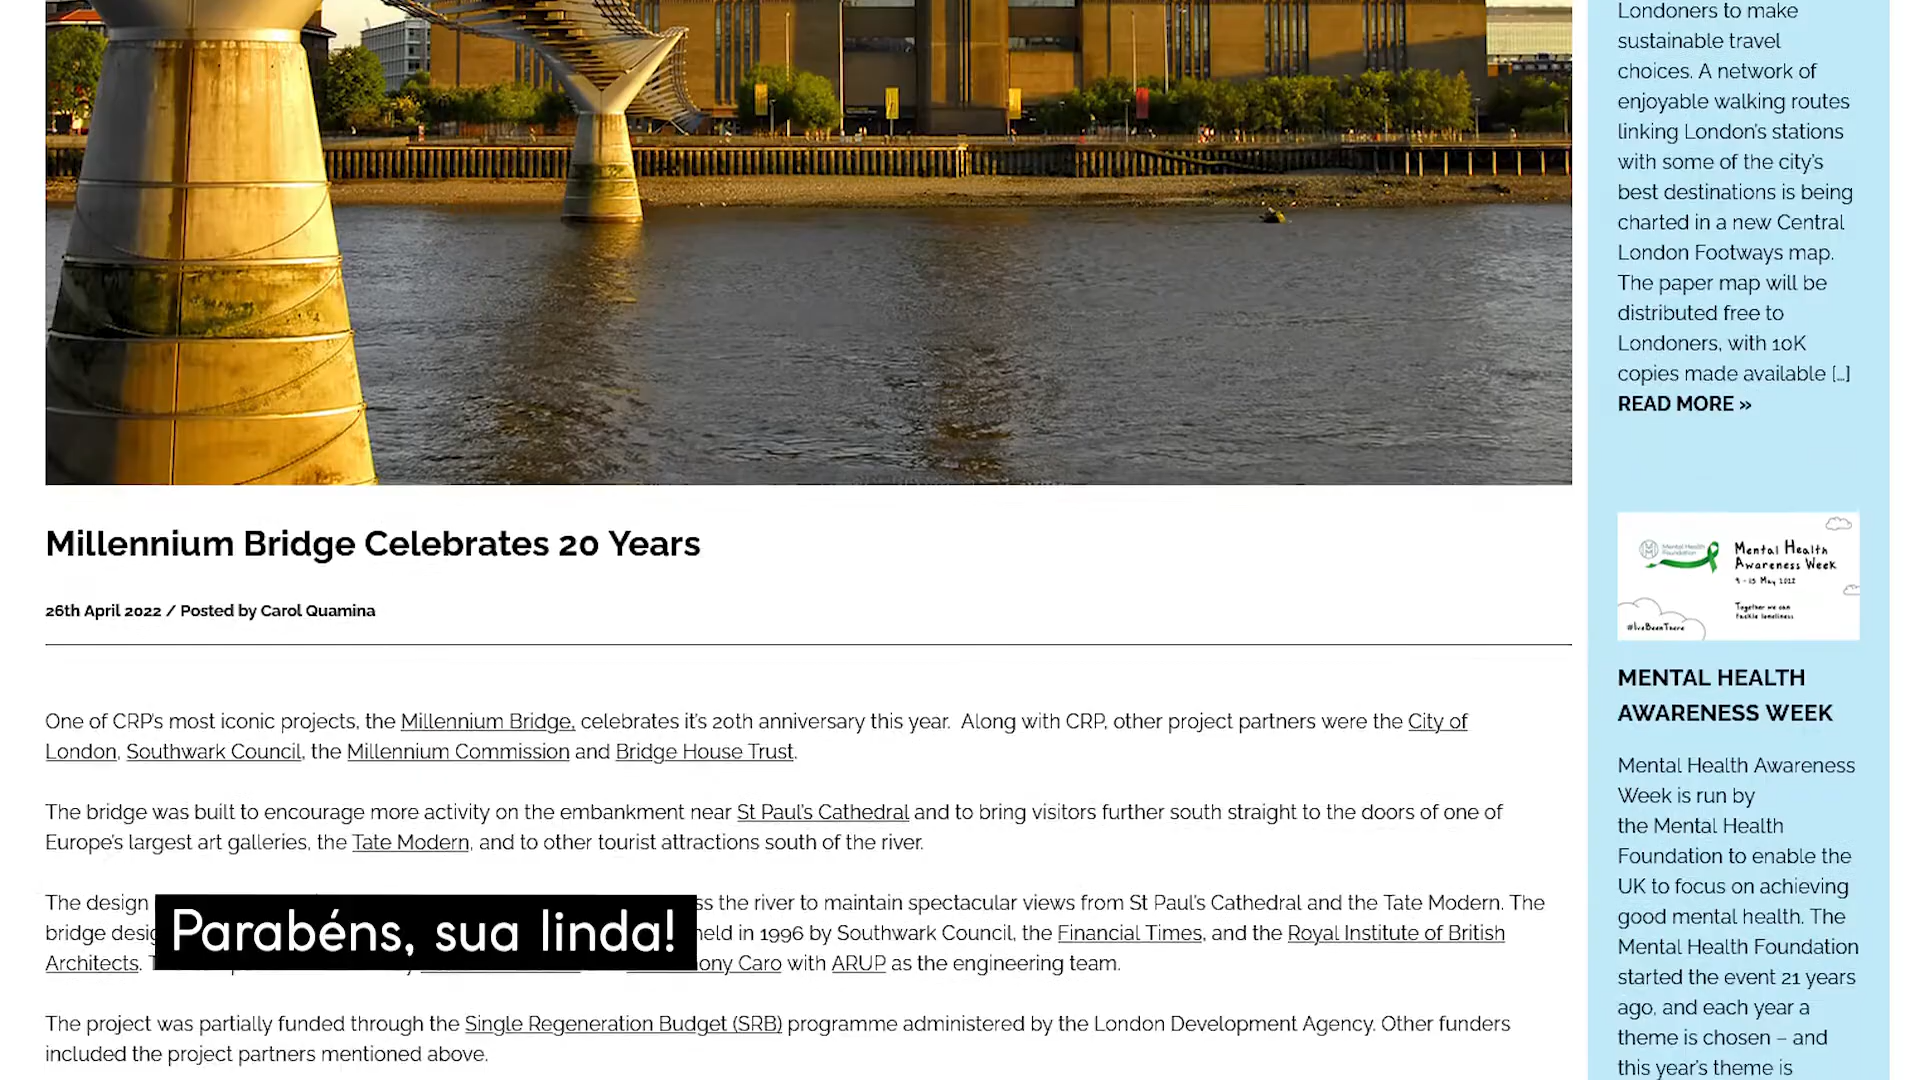 Millennium Bridge Celebrates 20 Years
26th April 2022 / Posted by Carol Quamina
One of CRP's most iconic projects, the Millennium Bridge, celebrates it's 20th anniversary this year. Along with CRP, other project partners were the City of
London, Southwark Council, the Millennium Commission and Bridge House Trust.
The bridge was built to encourage more activity on the embankment near St Paul's Cathedral and to bring visitors further south straight to the doors of one of
Europe's largest art galleries, the Tate Modern, and to other tourist attractions south of the river.
The design the river to maintain spectacular views from St Paul's Cathedral and the Tate Modern. The
bridge held in 1996 by Southwark Council, the Financial Times, and the Royal Institute of British
Architects. Caro with ARUP as the engineering team.
Parabéns, sua linda!
The project was partially funded through the Single Regeneration Budget (SRB) programme administered by the London Development Agency. Other funders
included the project partners mentioned above.
Londoners to make
sustainable travel
choices. A network of
enjoyable walking routes
linking London's stations
with some of the city's
best destinations is being
charted in a new Central
London Footways map.
The paper map will be
distributed free to
Londoners, with 10K
copies made available [...]
READ MORE »
Mental Health
Foundation
Mental Health
Awareness Week
9 - 15 May 2022
Together we can
tackle loneliness
#IveBeenThere
MENTAL HEALTH
AWARENESS WEEK
Mental Health Awareness
Week is run by
the Mental Health
Foundation to enable the
UK to focus on achieving
good mental health. The
Mental Health Foundation
started the event 21 years
ago, and each year a
theme is chosen – and
this year's theme is